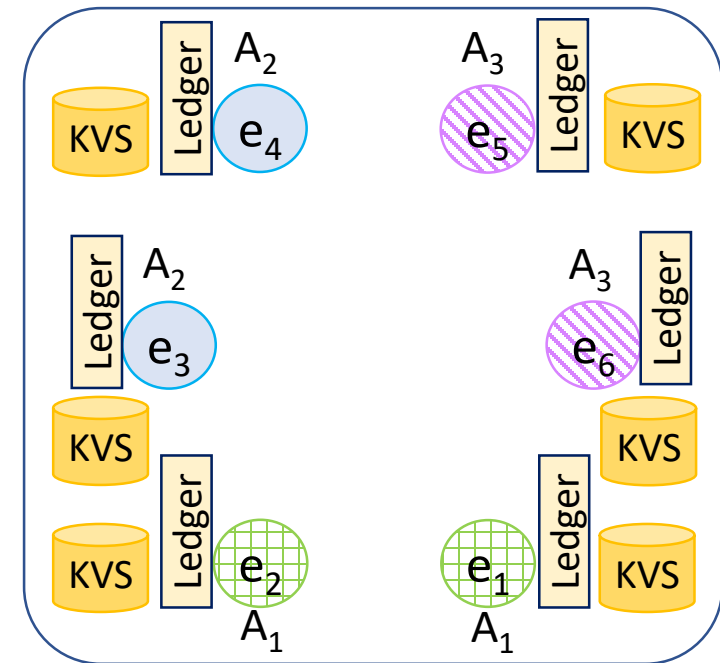 Ledger
A₂
KVS
e₄
A₃
Ledger
e₅
KVS
Ledger
A₂
e₃
KVS
A₃
Ledger
e₆
KVS
Ledger
KVS
e₂
A₁
Ledger
e₁
KVS
A₁